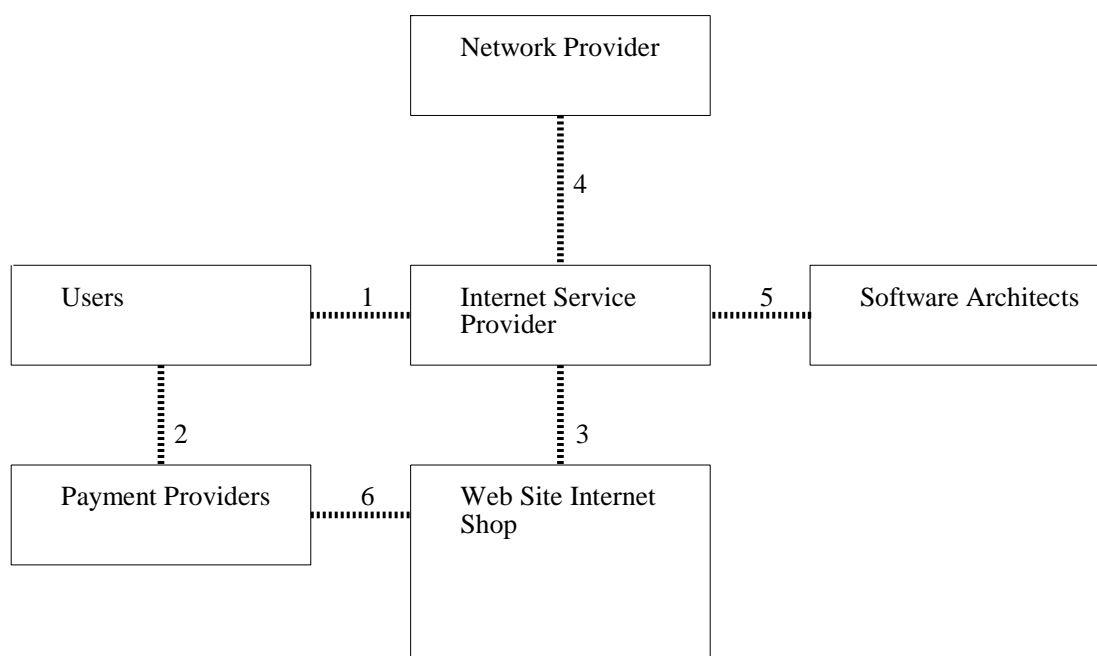 Network Provider
4
Users
1
Internet Service
Provider
5
Software Architects
2
3
Payment Providers
6
Web Site Internet
Shop